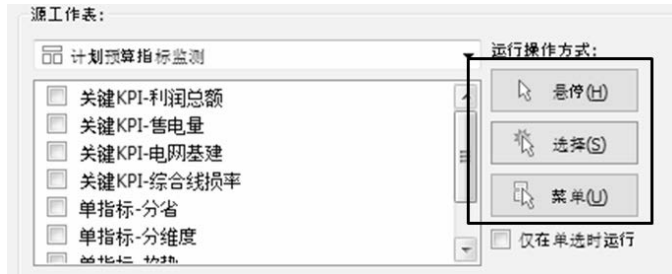 源工作表:
计划预算指标监测
运行操作方式:
关键KPI-利润总额
悬停(H)
关键KPI-售电量
关键KPI-电网基建
选择(S)
关键KPI-综合线损率
单指标-分省
菜单(U)
单指标-分维度
仅在单选时运行